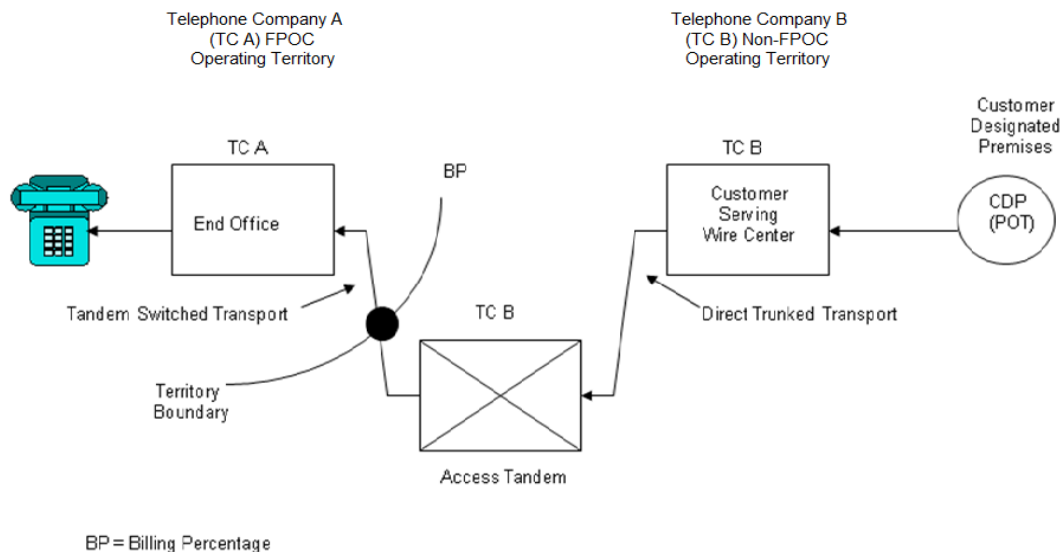 Telephone Company A
(TC A) FPOC
Operating Territory
Telephone Company B
(TC B) Non-FPOC
Operating Territory
Customer
Designated
Premises
TC A
BP
TC B
End Office
Customer
Serving
Wire Center
CDP
(POT)
Tandem Switched Transport
TC B
Direct Trunked Transport
Territory
Boundary
Access Tandem
BP = Billing Percentage